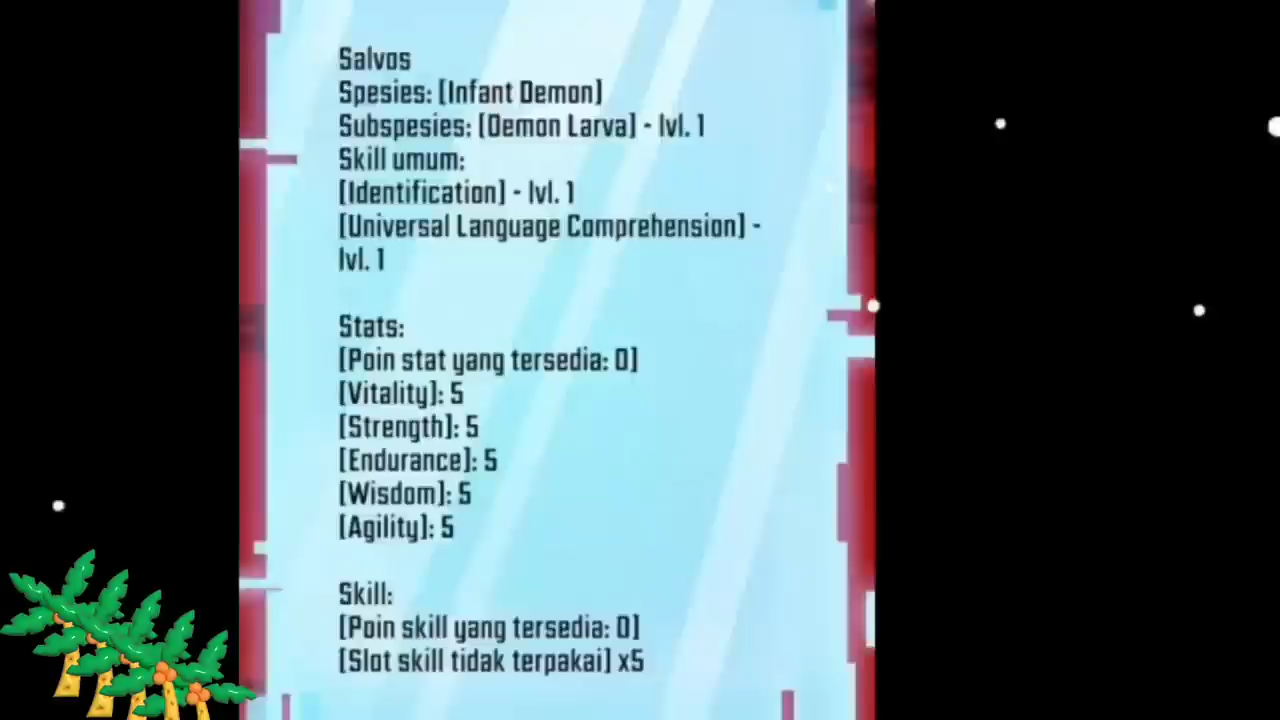 Salvos
Spesies: [Infant Demon]
Subspesies: [Demon Larva] - lvl. 1
Skill umum:
[Identification] - lvl. 1
[Universal Language Comprehension] -
lvl. 1
Stats:
[Poin stat yang tersedia: 0]
[Vitality]: 5
[Strength]: 5
[Endurance]: 5
[Wisdom]: 5
[Agility]: 5
Skill:
[Poin skill yang tersedia: 0]
[Slot skill tidak terpakai] x5